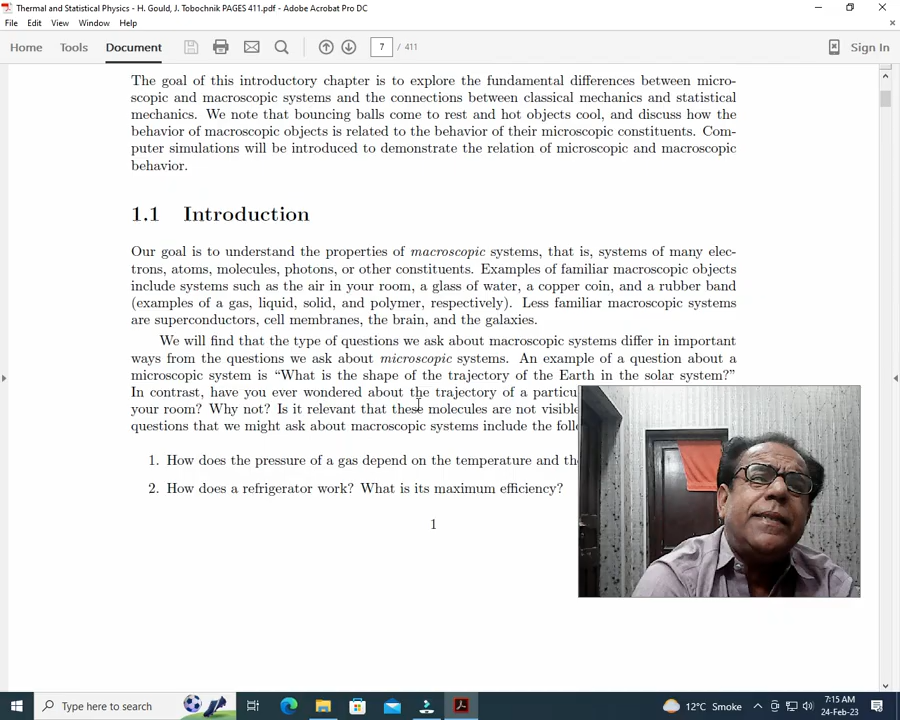 Thermal and Statistical Physics - H. Gould, J. Tobochnik PAGES 411.pdf - Adobe Acrobat Pro DC
File Edit View Window Help
Home Tools Document 7 / 411 Sign In
The goal of this introductory chapter is to explore the fundamental differences between micro-
scopic and macroscopic systems and the connections between classical mechanics and statistical
mechanics. We note that bouncing balls come to rest and hot objects cool, and discuss how the
behavior of macroscopic objects is related to the behavior of their microscopic constituents. Com-
puter simulations will be introduced to demonstrate the relation of microscopic and macroscopic
behavior.
1.1 Introduction
Our goal is to understand the properties of macroscopic systems, that is, systems of many elec-
trons, atoms, molecules, photons, or other constituents. Examples of familiar macroscopic objects
include systems such as the air in your room, a glass of water, a copper coin, and a rubber band
(examples of a gas, liquid, solid, and polymer, respectively). Less familiar macroscopic systems
are superconductors, cell membranes, the brain, and the galaxies.
We will find that the type of questions we ask about macroscopic systems differ in important
ways from the questions we ask about microscopic systems. An example of a question about a
microscopic system is “What is the shape of the trajectory of the Earth in the solar system?”
In contrast, have you ever wondered about the trajectory of a particu
your room? Why not? Is it relevant that these molecules are not visible
questions that we might ask about macroscopic systems include the foll
1. How does the pressure of a gas depend on the temperature and the
2. How does a refrigerator work? What is its maximum efficiency?
1
Type here to search
12°C Smoke
7:15 AM
24-Feb-23